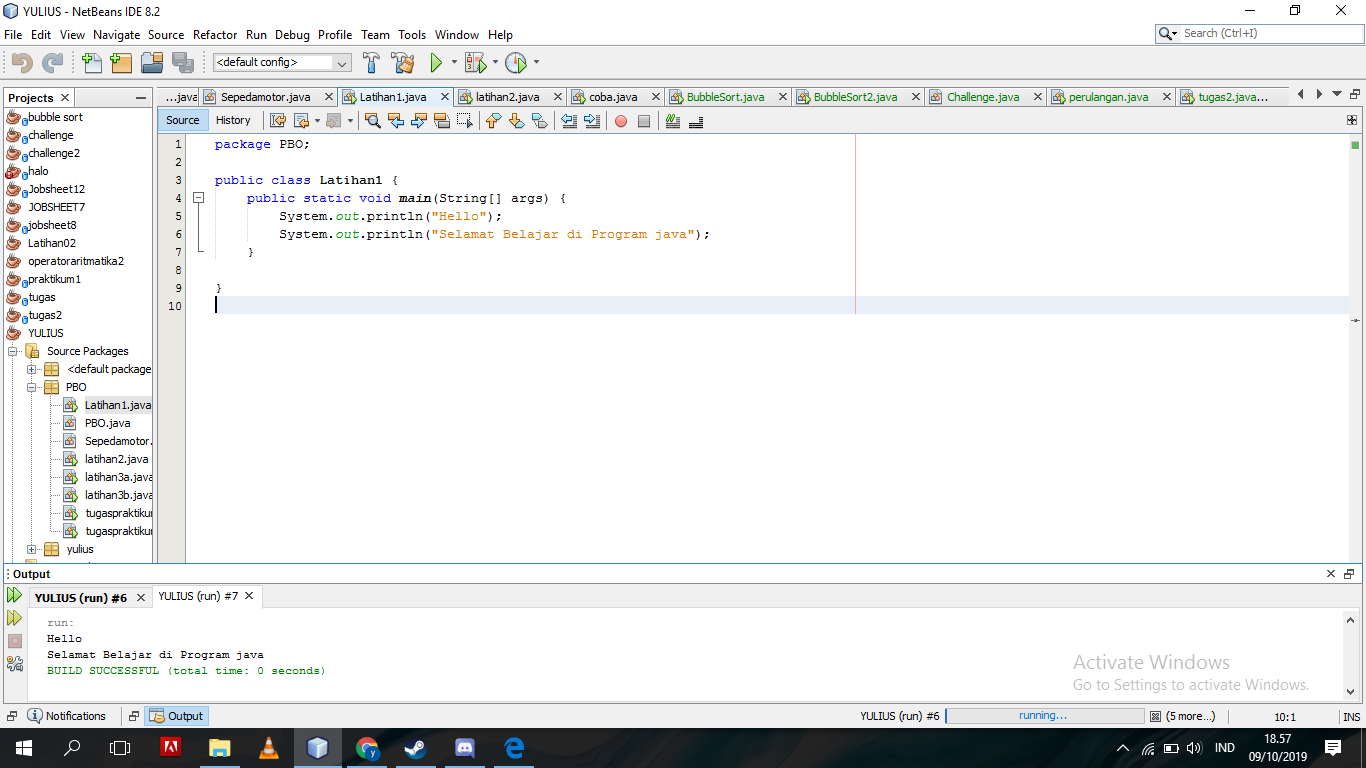 YULIUS - NetBeans IDE 8.2
File Edit View Navigate Source Refactor Run Debug Profile Team Tools Window Help
Search (Ctrl+I)
<default config>
Projects
...java Sepedamotor.java Latihan1.java latihan2.java coba.java BubbleSort.java BubbleSort2.java Challenge.java perulangan.java tugas2.java...
Source History
bubble sort
challenge
challenge2
halo
Jobsheet12
JOBSHEET7
jobsheet8
Latihan02
operatoraritmatika2
praktikum1
tugas
tugas2
YULIUS
Source Packages
<default package
PBO
Latihan1.java
PBO.java
Sepedamotor.
latihan2.java
latihan3a.java
latihan3b.java
tugaspraktiku
tugaspraktiku
yulius
1 package PBO;
2
3 public class Latihan1 {
4 public static void main(String[] args) {
5 System.out.println("Hello");
6 System.out.println("Selamat Belajar di Program java");
7 }
8
9 }
10
Output
YULIUS (run) #6 YULIUS (run) #7
run:
Hello
Selamat Belajar di Program java
BUILD SUCCESSFUL (total time: 0 seconds)
Activate Windows
Go to Settings to activate Windows.
Notifications Output YULIUS (run) #6 running... (5 more...) 10:1 INS
IND
18.57
09/10/2019